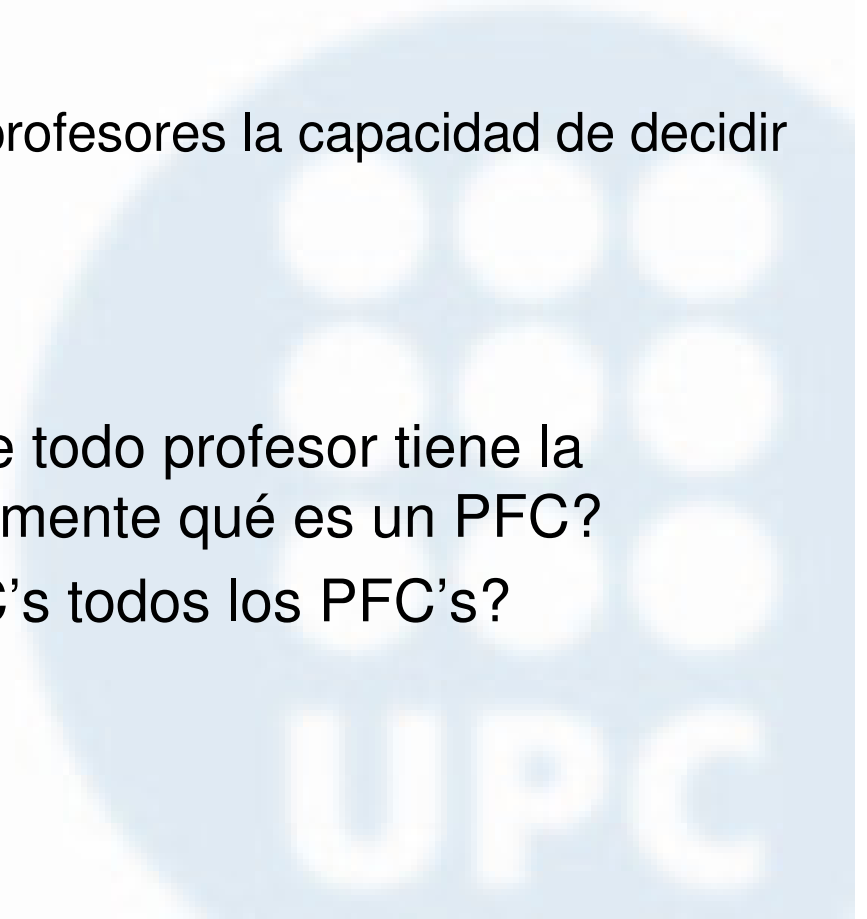 profesores la capacidad de decidir
e todo profesor tiene la
mente qué es un PFC?
C's todos los PFC's?
UPC